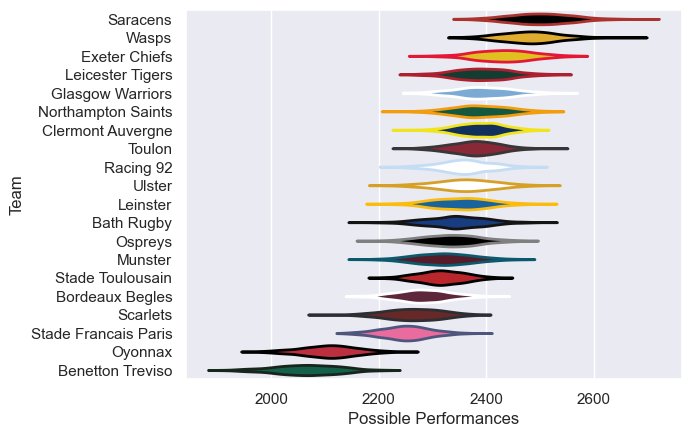 Saracens
Wasps
Exeter Chiefs
Leicester Tigers
Glasgow Warriors
Northampton Saints
Clermont Auvergne
Toulon
Racing 92
Ulster
Leinster
Bath Rugby
Ospreys
Munster
Stade Toulousain
Bordeaux Begles
Scarlets
Stade Francais Paris
Oyonnax
Benetton Treviso
Team
2000 2200 2400 2600
Possible Performances